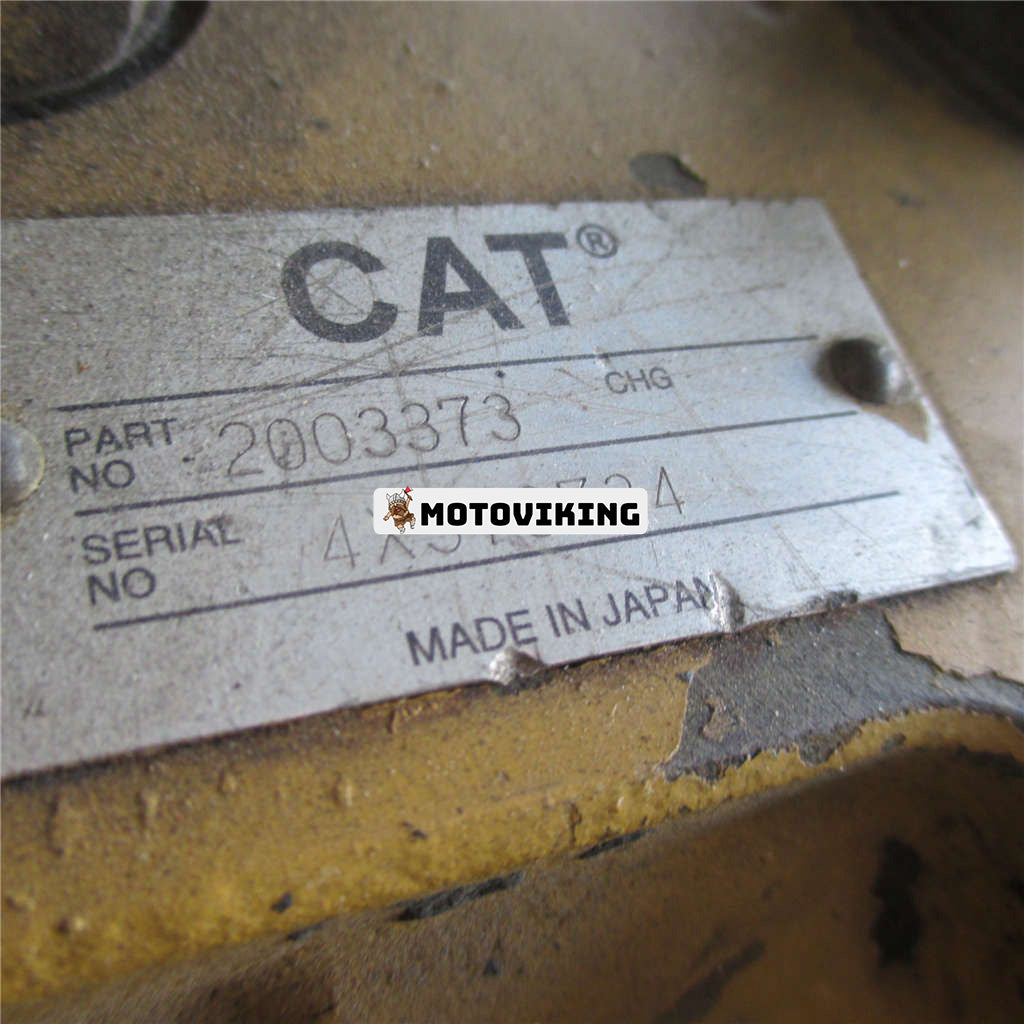 CAT®
CHG
PART NO 2003373
MOTOVIKING
SERIAL NO
MADE IN JAPAN